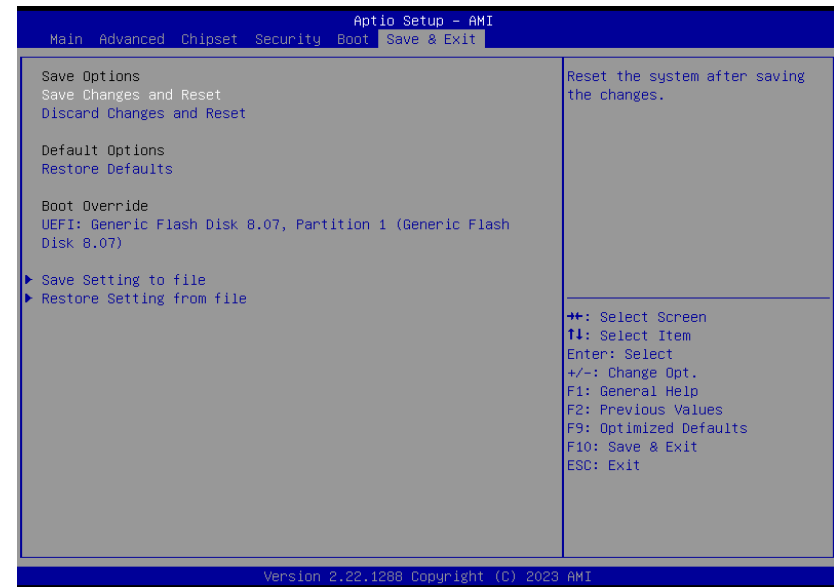 Aptio Setup – AMI
Main Advanced Chipset Security Boot Save & Exit
Save Options
Save Changes and Reset
Discard Changes and Reset
Default Options
Restore Defaults
Boot Override
UEFI: Generic Flash Disk 8.07, Partition 1 (Generic Flash
Disk 8.07)
Save Setting to file
Restore Setting from file
Reset the system after saving
the changes.
→←: Select Screen
↑↓: Select Item
Enter: Select
+/-: Change Opt.
F1: General Help
F2: Previous Values
F9: Optimized Defaults
F10: Save & Exit
ESC: Exit
Version 2.22.1288 Copyright (C) 2023 AMI